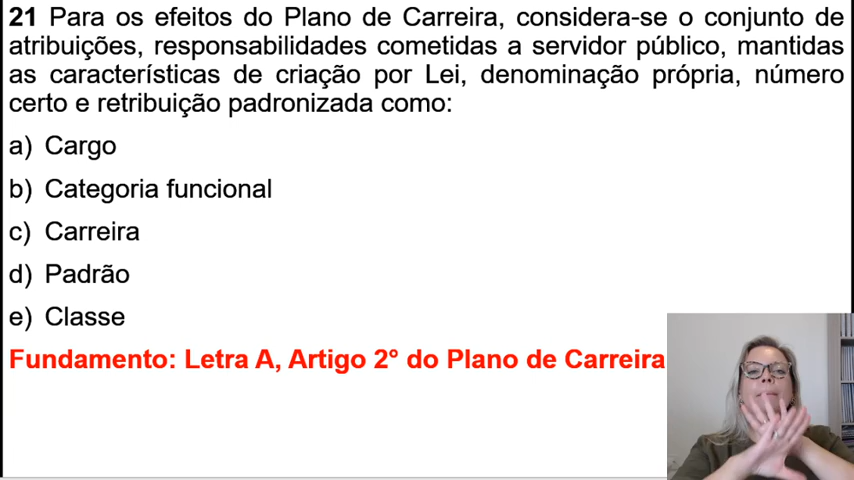 21 Para os efeitos do Plano de Carreira, considera-se o conjunto de
atribuições, responsabilidades cometidas a servidor público, mantidas
as características de criação por Lei, denominação própria, número
certo e retribuição padronizada como:
a) Cargo
b) Categoria funcional
c) Carreira
d) Padrão
e) Classe
Fundamento: Letra A, Artigo 2° do Plano de Carreira